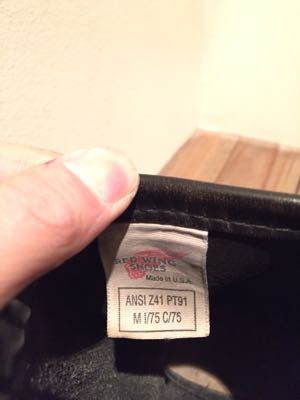 RED WING
SHOES
Made in U.S.A.
ANSI Z41 PT91
M I/75 C/75